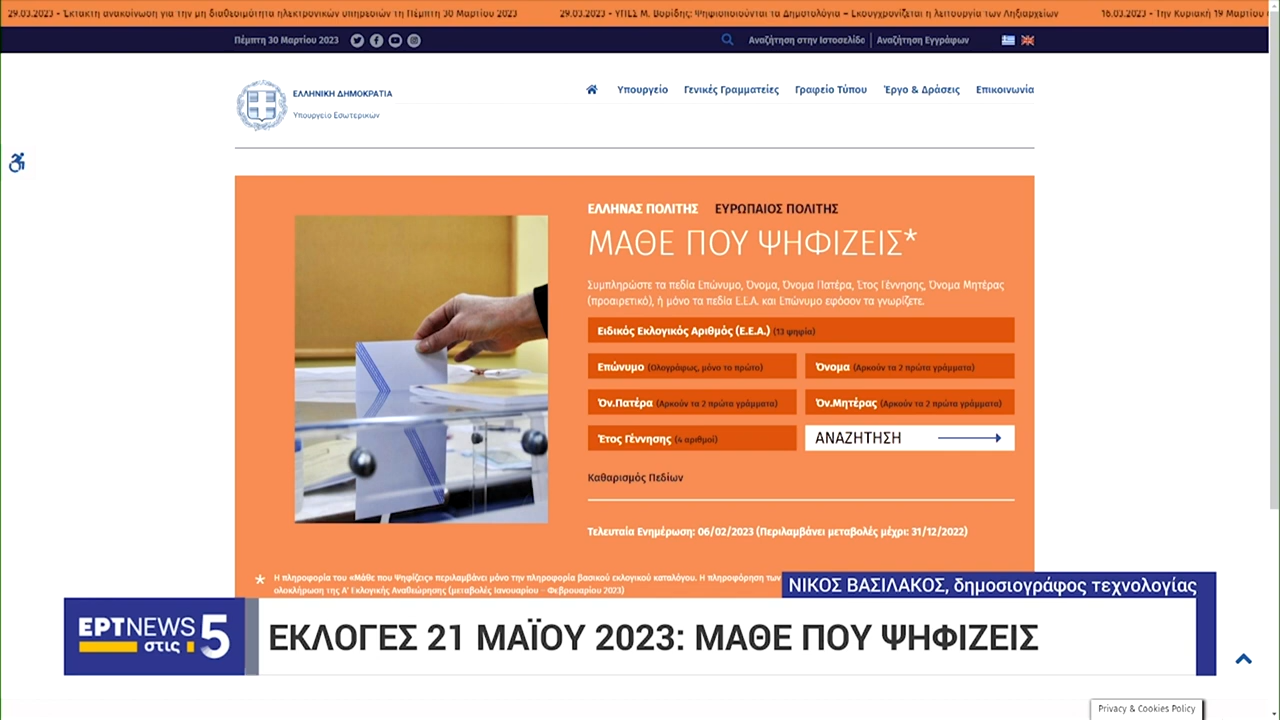 29.03.2023 - Έκτακτη ανακοίνωση για την μη διαθεσιμότητα ηλεκτρονικών υπηρεσιών τη Πέμπτη 30 Μαρτίου 2023 29.03.2023 - ΥΠΕΣ Μ. Βορίδης: Ψηφιοποιούνται τα Δημοτολόγια – Εκσυγχρονίζεται η λειτουργία των Ληξιαρχείων 16.03.2023 - Την Κυριακή 19 Μαρτίου
Πέμπτη 30 Μαρτίου 2023 Αναζήτηση στην Ιστοσελίδα Αναζήτηση Εγγράφων
ΕΛΛΗΝΙΚΗ ΔΗΜΟΚΡΑΤΙΑ
Υπουργείο Εσωτερικών
Υπουργείο Γενικές Γραμματείες Γραφείο Τύπου Έργο & Δράσεις Επικοινωνία
ΕΛΛΗΝΑΣ ΠΟΛΙΤΗΣ ΕΥΡΩΠΑΙΟΣ ΠΟΛΙΤΗΣ
ΜΑΘΕ ΠΟΥ ΨΗΦΙΖΕΙΣ*
Συμπληρώστε τα πεδία Επώνυμο, Όνομα, Όνομα Πατέρα, Έτος Γέννησης, Όνομα Μητέρας
(προαιρετικό), ή μόνο τα πεδία Ε.Ε.Α. και Επώνυμο εφόσον τα γνωρίζετε.
Ειδικός Εκλογικός Αριθμός (Ε.Ε.Α.) (13 ψηφία)
Επώνυμο (Ολογράφως, μόνο το πρώτο) Όνομα (Αρκούν τα 2 πρώτα γράμματα)
Όν.Πατέρα (Αρκούν τα 2 πρώτα γράμματα) Όν.Μητέρας (Αρκούν τα 2 πρώτα γράμματα)
Έτος Γέννησης (4 αριθμοί) ΑΝΑΖΗΤΗΣΗ
Καθαρισμός Πεδίων
Τελευταία Ενημέρωση: 06/02/2023 (Περιλαμβάνει μεταβολές μέχρι: 31/12/2022)
* Η πληροφορία του «Μάθε που Ψηφίζεις» περιλαμβάνει μόνο την πληροφορία βασικού εκλογικού καταλόγου. Η πληροφόρηση των
ολοκλήρωση της Α' Εκλογικής Αναθεώρησης (μεταβολές Ιανουαρίου – Φεβρουαρίου 2023)
ΝΙΚΟΣ ΒΑΣΙΛΑΚΟΣ, δημοσιογράφος τεχνολογίας
ΕΡΤNEWS στις 5
ΕΚΛΟΓΕΣ 21 ΜΑΪΟΥ 2023: ΜΑΘΕ ΠΟΥ ΨΗΦΙΖΕΙΣ
Privacy & Cookies Policy